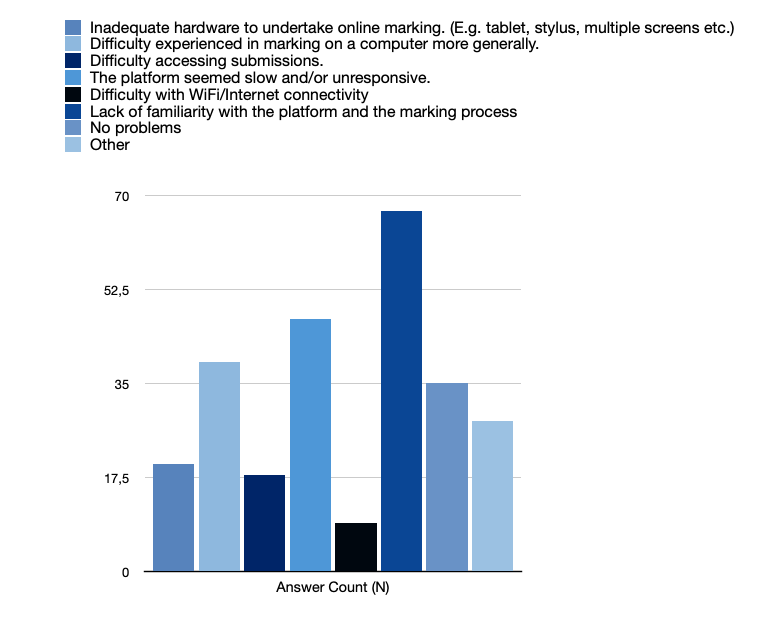 Inadequate hardware to undertake online marking. (E.g. tablet, stylus, multiple screens etc.)
Difficulty experienced in marking on a computer more generally.
Difficulty accessing submissions.
The platform seemed slow and/or unresponsive.
Difficulty with WiFi/Internet connectivity
Lack of familiarity with the platform and the marking process
No problems
Other
70
52,5
35
17,5
0
Answer Count (N)